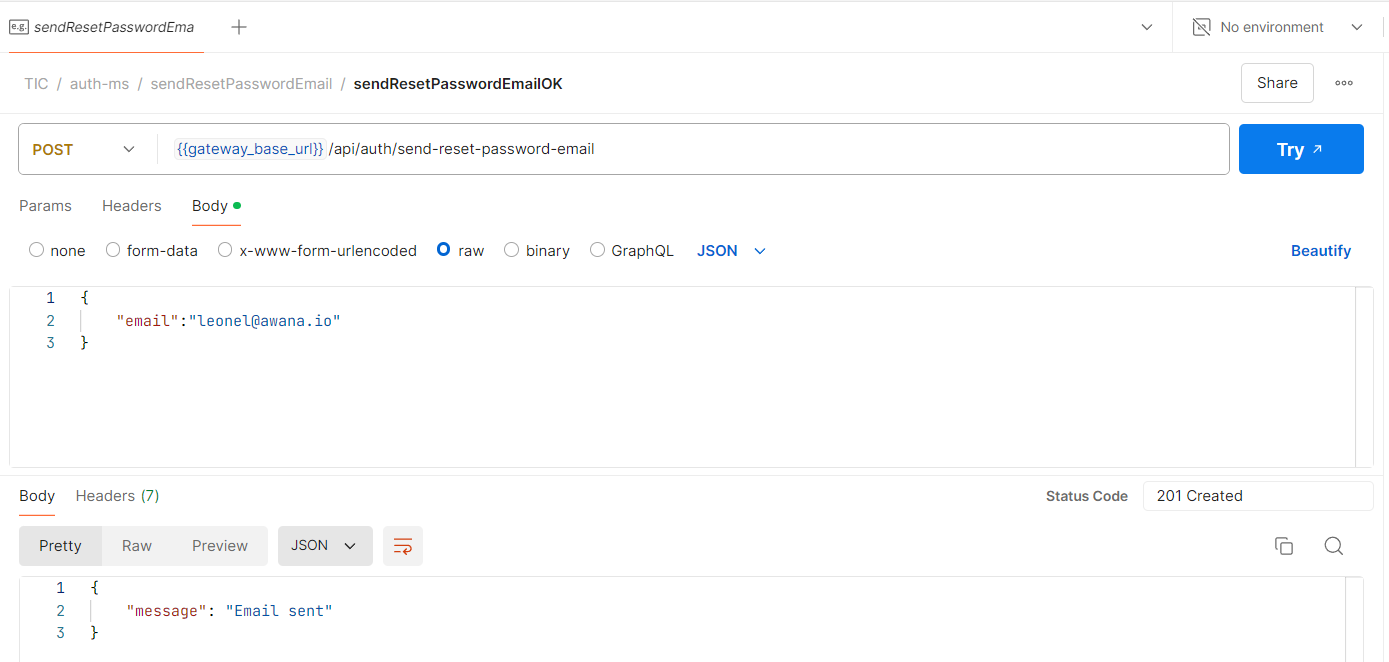 e.g. sendResetPasswordEma
No environment
TIC / auth-ms / sendResetPasswordEmail / sendResetPasswordEmailOK
Share
POST
{{gateway_base_url}} /api/auth/send-reset-password-email
Try
Params Headers Body
none form-data x-www-form-urlencoded raw binary GraphQL JSON
Beautify
1 {
2 "email":"leonel@awana.io"
3 }
Body Headers (7)
Status Code 201 Created
Pretty Raw Preview JSON
1 {
2 "message": "Email sent"
3 }